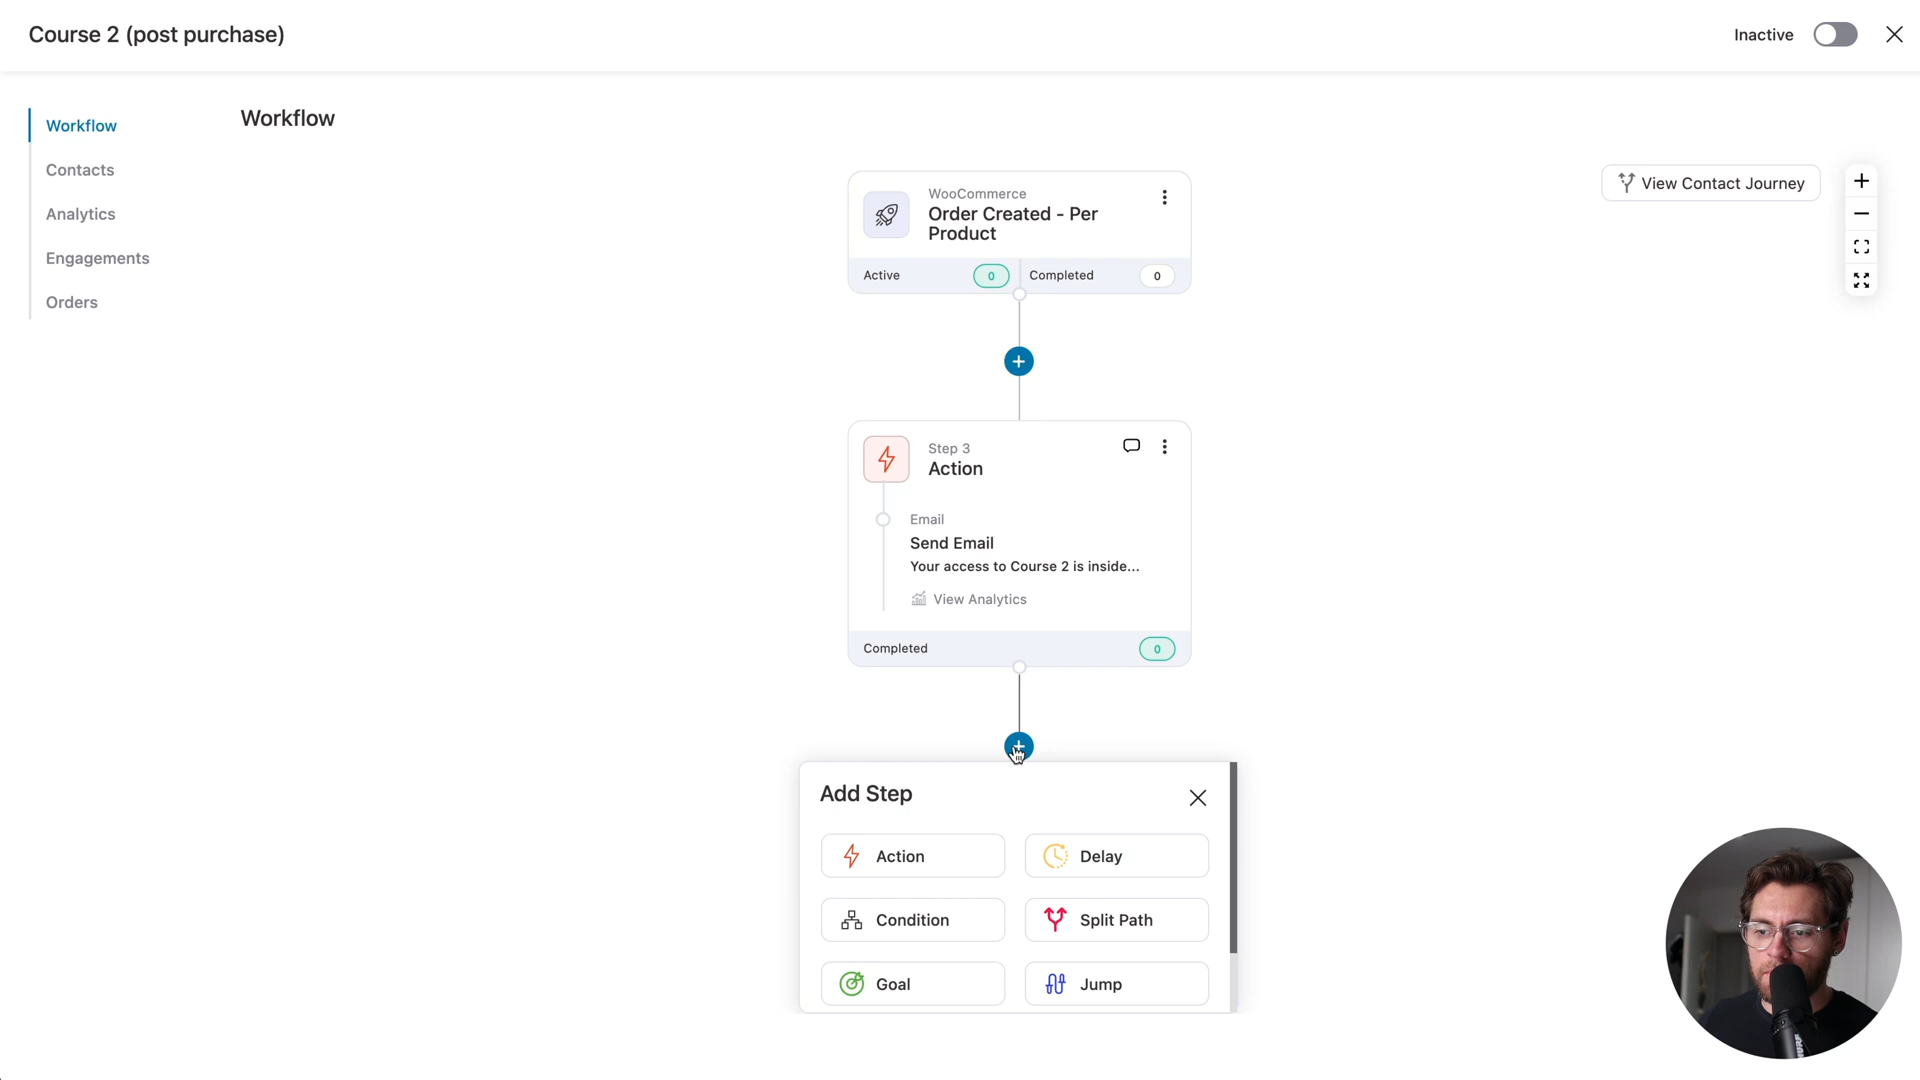 Course 2 (post purchase)
Inactive
Workflow
Contacts
Analytics
Engagements
Orders
Workflow
View Contact Journey
WooCommerce
Order Created - Per
Product
Active
0
Completed
0
Step 3
Action
Email
Send Email
Your access to Course 2 is inside...
View Analytics
Completed
0
Add Step
Action
Delay
Condition
Split Path
Goal
Jump